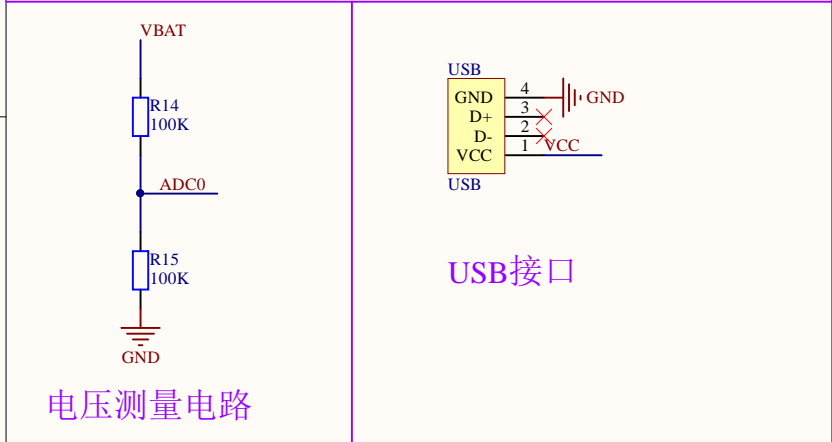 VBAT
R14
100K
ADC0
R15
100K
GND
电压测量电路
USB
GND 4 GND
D+ 3
D- 2
VCC 1 VCC
USB
USB接口